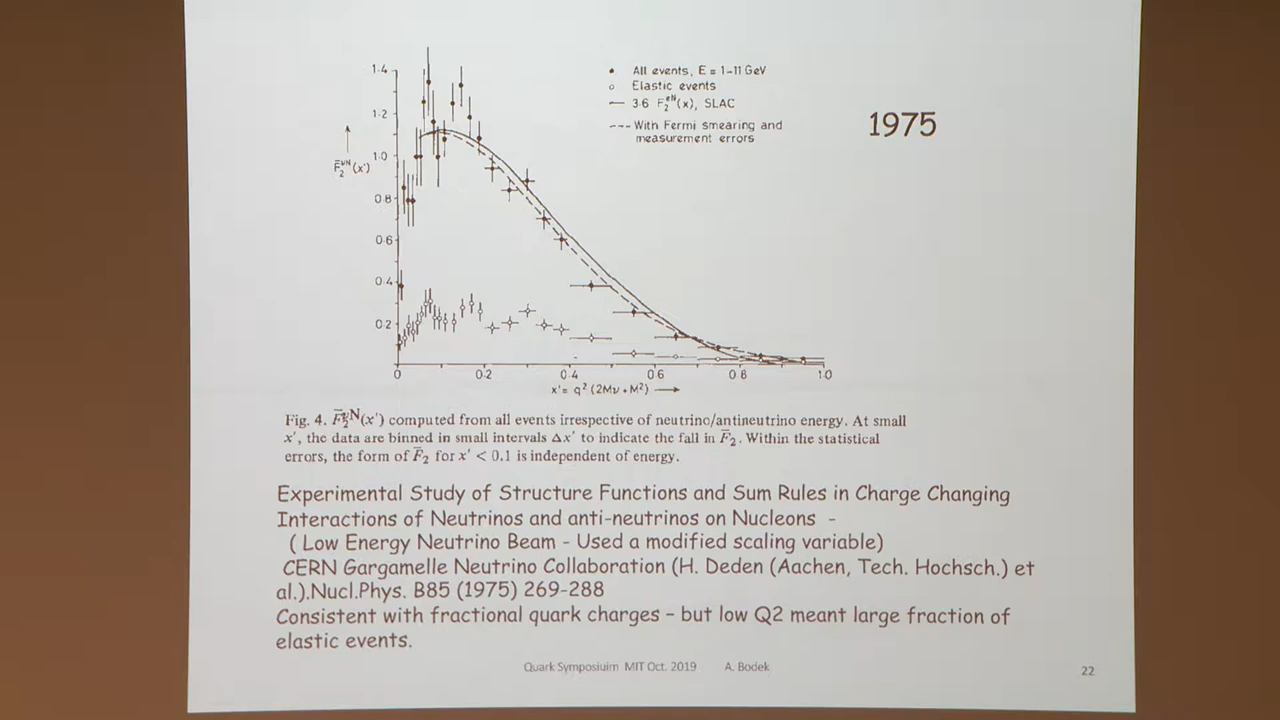 1.4
1.2
1.0
0.8
0.6
0.4
0.2
0
0.2
0.4
0.6
0.8
1.0
F̄₂^νN(x')
x'= q² (2Mν + M²)
All events, E = 1-11 GeV
Elastic events
3.6 F₂^eN(x), SLAC
With Fermi smearing and
measurement errors
1975
Fig. 4. F̄₂^νN(x') computed from all events irrespective of neutrino/antineutrino energy. At small
x', the data are binned in small intervals Δx' to indicate the fall in F̄₂. Within the statistical
errors, the form of F̄₂ for x' < 0.1 is independent of energy.
Experimental Study of Structure Functions and Sum Rules in Charge Changing
Interactions of Neutrinos and anti-neutrinos on Nucleons -
( Low Energy Neutrino Beam - Used a modified scaling variable)
CERN Gargamelle Neutrino Collaboration (H. Deden (Aachen, Tech. Hochsch.) et
al.).Nucl.Phys. B85 (1975) 269-288
Consistent with fractional quark charges – but low Q2 meant large fraction of
elastic events.
Quark Symposiuim MIT Oct. 2019 A. Bodek
22